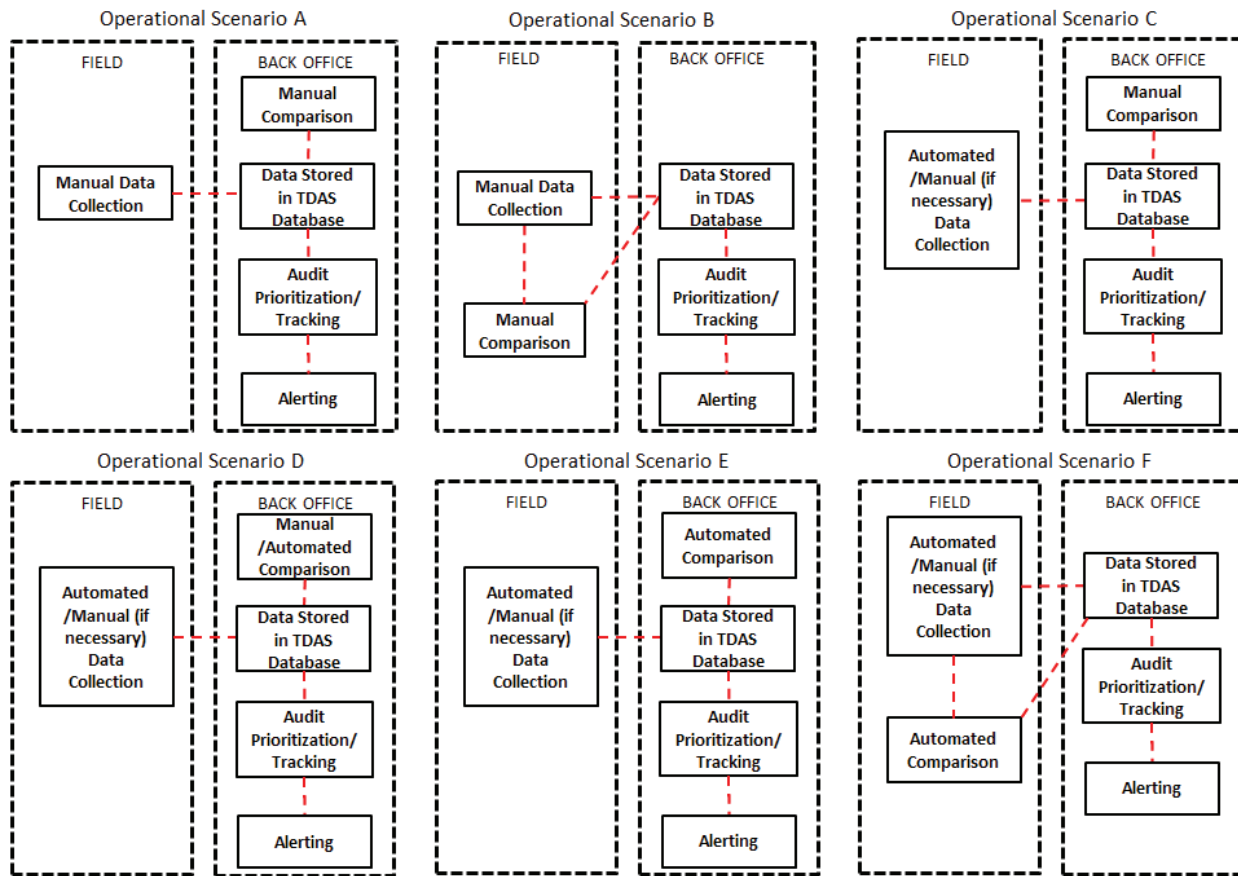 Operational Scenario A
FIELD
Manual Data
Collection
BACK OFFICE
Manual
Comparison
Data Stored
in TDAS
Database
Audit
Prioritization/
Tracking
Alerting
Operational Scenario B
FIELD
Manual Data
Collection
Manual
Comparison
BACK OFFICE
Data Stored
in TDAS
Database
Audit
Prioritization/
Tracking
Alerting
Operational Scenario C
FIELD
Automated
/Manual (if
necessary)
Data
Collection
BACK OFFICE
Manual
Comparison
Data Stored
in TDAS
Database
Audit
Prioritization/
Tracking
Alerting
Operational Scenario D
FIELD
Automated
/Manual (if
necessary)
Data
Collection
BACK OFFICE
Manual
/Automated
Comparison
Data Stored
in TDAS
Database
Audit
Prioritization/
Tracking
Alerting
Operational Scenario E
FIELD
Automated
/Manual (if
necessary)
Data
Collection
BACK OFFICE
Automated
Comparison
Data Stored
in TDAS
Database
Audit
Prioritization/
Tracking
Alerting
Operational Scenario F
FIELD
Automated
/Manual (if
necessary)
Data
Collection
Automated
Comparison
BACK OFFICE
Data Stored
in TDAS
Database
Audit
Prioritization/
Tracking
Alerting